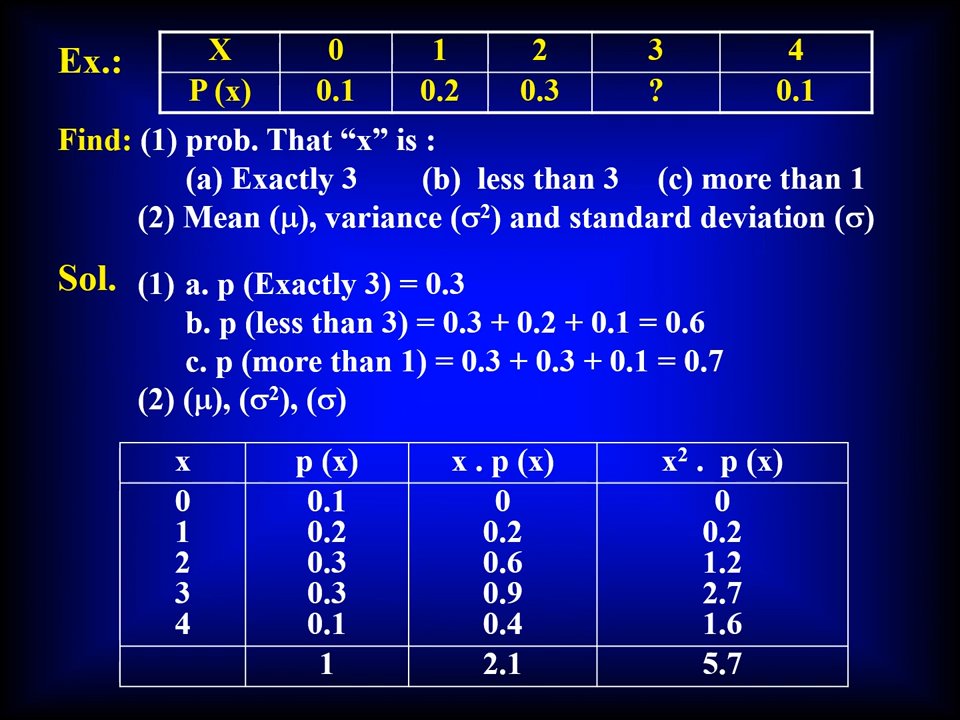 Ex.:
X 0 1 2 3 4
P (x) 0.1 0.2 0.3 ? 0.1
Find: (1) prob. That “x” is :
(a) Exactly 3 (b) less than 3 (c) more than 1
(2) Mean (μ), variance (σ²) and standard deviation (σ)
Sol.
(1) a. p (Exactly 3) = 0.3
b. p (less than 3) = 0.3 + 0.2 + 0.1 = 0.6
c. p (more than 1) = 0.3 + 0.3 + 0.1 = 0.7
(2) (μ), (σ²), (σ)
x p (x) x . p (x) x² . p (x)
0 0.1 0 0
1 0.2 0.2 0.2
2 0.3 0.6 1.2
3 0.3 0.9 2.7
4 0.1 0.4 1.6
1 2.1 5.7